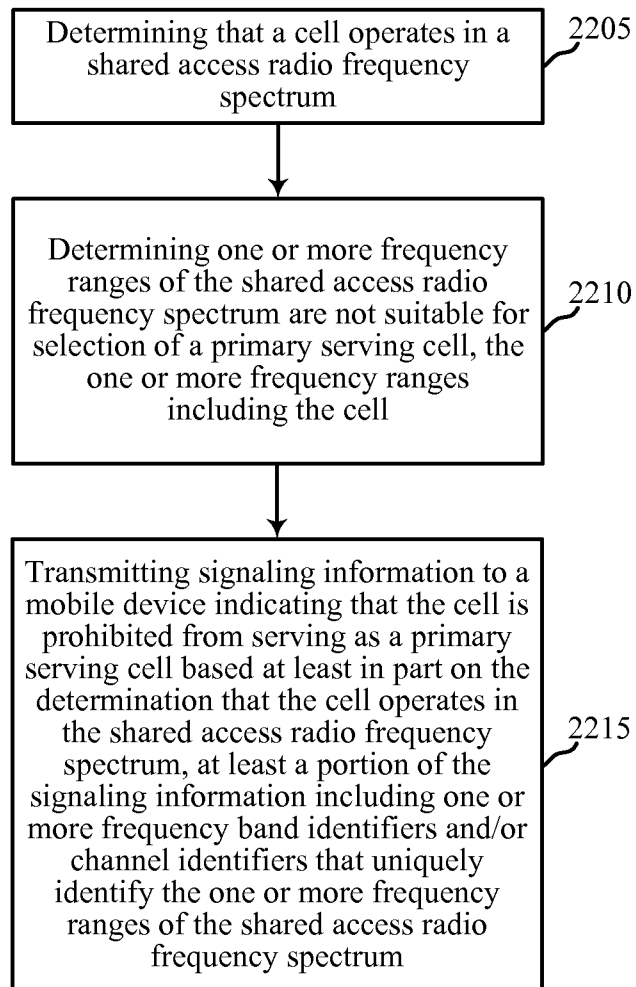 Determining that a cell operates in a
shared access radio frequency
spectrum
2205
Determining one or more frequency
ranges of the shared access radio
frequency spectrum are not suitable for
selection of a primary serving cell, the
one or more frequency ranges
including the cell
2210
Transmitting signaling information to a
mobile device indicating that the cell is
prohibited from serving as a primary
serving cell based at least in part on the
determination that the cell operates in
the shared access radio frequency
spectrum, at least a portion of the
signaling information including one or
more frequency band identifiers and/or
channel identifiers that uniquely
identify the one or more frequency
ranges of the shared access radio
frequency spectrum
2215